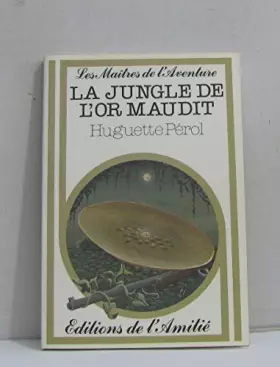 Les Maîtres de l'Aventure
LA JUNGLE DE
L'OR MAUDIT
Huguette Pérol
Editions de l'Amitié